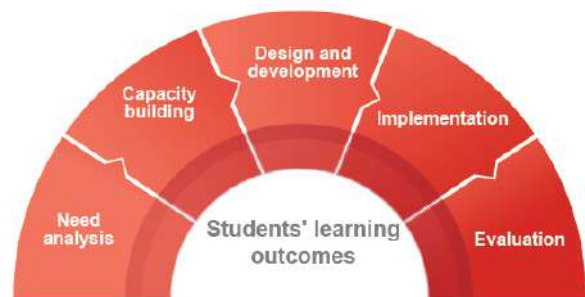 Need
analysis
Capacity
building
Design and
development
Implementation
Evaluation
Students' learning
outcomes